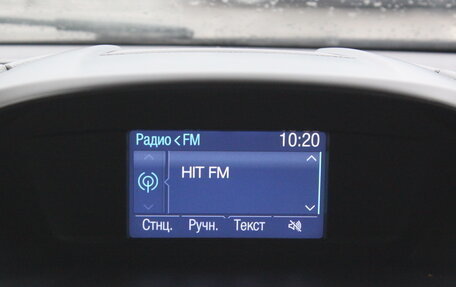 Радио < FM 10:20
HIT FM
Стнц. Ручн. Текст